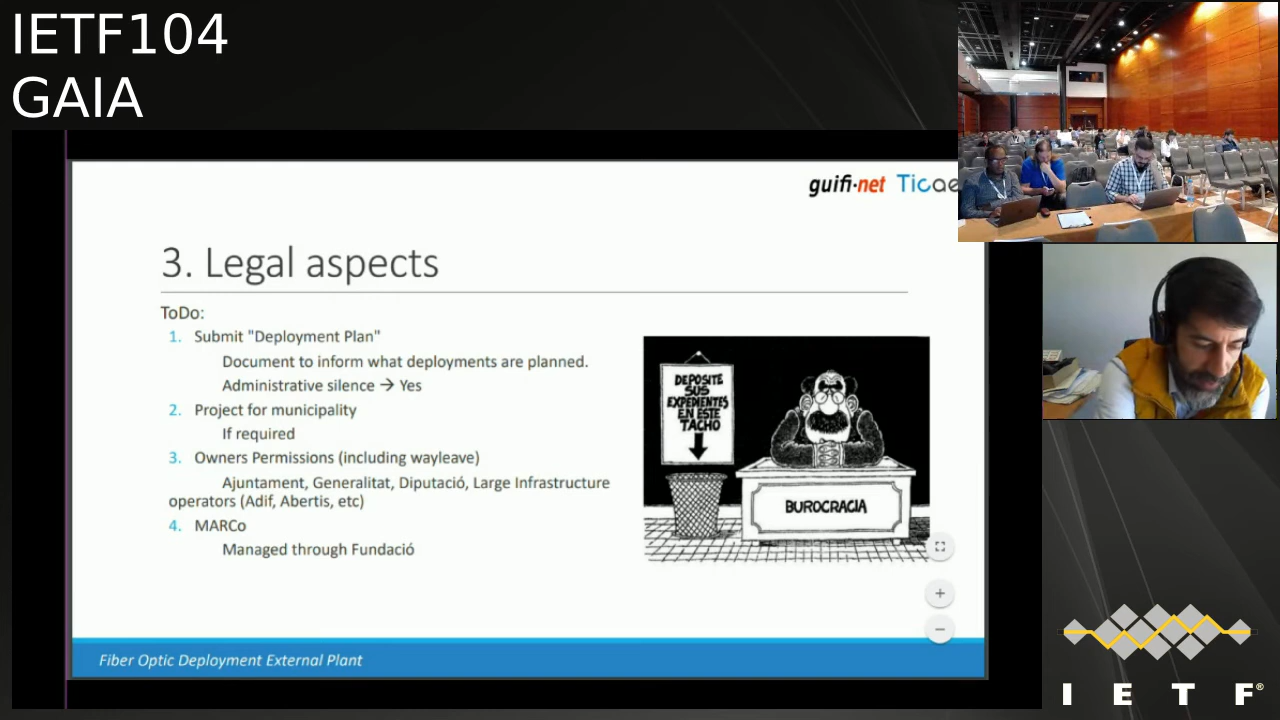 IETF104
GAIA
guifi·net Ticae
3. Legal aspects
ToDo:
1. Submit "Deployment Plan"
Document to inform what deployments are planned.
Administrative silence → Yes
2. Project for municipality
If required
3. Owners Permissions (including wayleave)
Ajuntament, Generalitat, Diputació, Large Infrastructure
operators (Adif, Abertis, etc)
4. MARCo
Managed through Fundació
DEPOSITE
SUS
EXPEDIENTES
EN ESTE
TACHO
BUROCRACIA
Fiber Optic Deployment External Plant
I E T F®